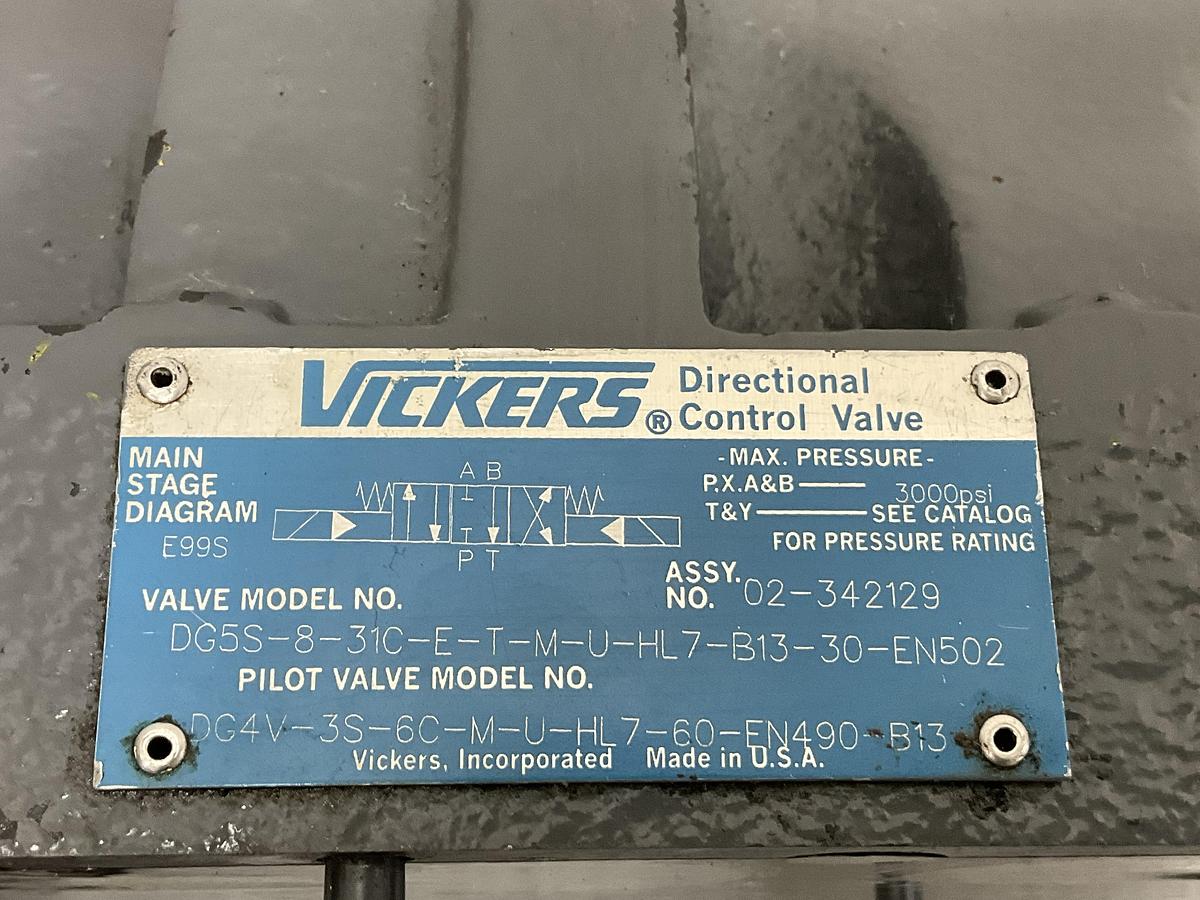 VICKERS® Directional
Control Valve
MAIN
STAGE
DIAGRAM
E99S
A B
P T
-MAX. PRESSURE-
P.X.A&B 3000psi
T&Y SEE CATALOG
FOR PRESSURE RATING
ASSY.
NO. 02-342129
VALVE MODEL NO.
DG5S-8-31C-E-T-M-U-HL7-B13-30-EN502
PILOT VALVE MODEL NO.
DG4V-3S-6C-M-U-HL7-60-EN490-B13
Vickers, Incorporated Made in U.S.A.